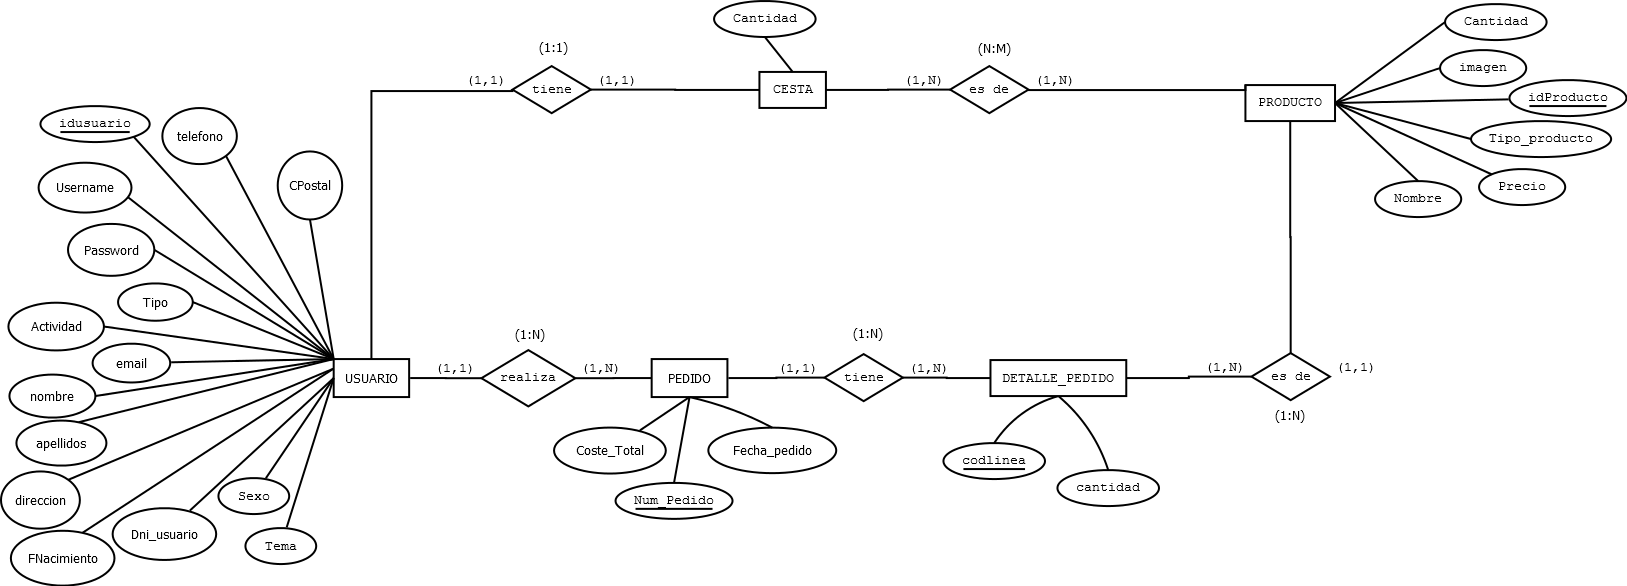 Cantidad
Cantidad
(1:1)
(N:M)
imagen
(1,1)
tiene
(1,1)
CESTA
(1,N)
es de
(1,N)
PRODUCTO
idProducto
idusuario
telefono
Tipo_producto
Username
CPostal
Nombre
Precio
Password
Tipo
Actividad
(1:N)
(1:N)
email
(1,1)
realiza
(1,N)
(1,1)
tiene
(1,N)
(1,N)
es de
(1,1)
USUARIO
PEDIDO
DETALLE_PEDIDO
nombre
(1:N)
apellidos
Coste_Total
Fecha_pedido
codlinea
direccion
Sexo
Num_Pedido
cantidad
Dni_usuario
Tema
FNacimiento